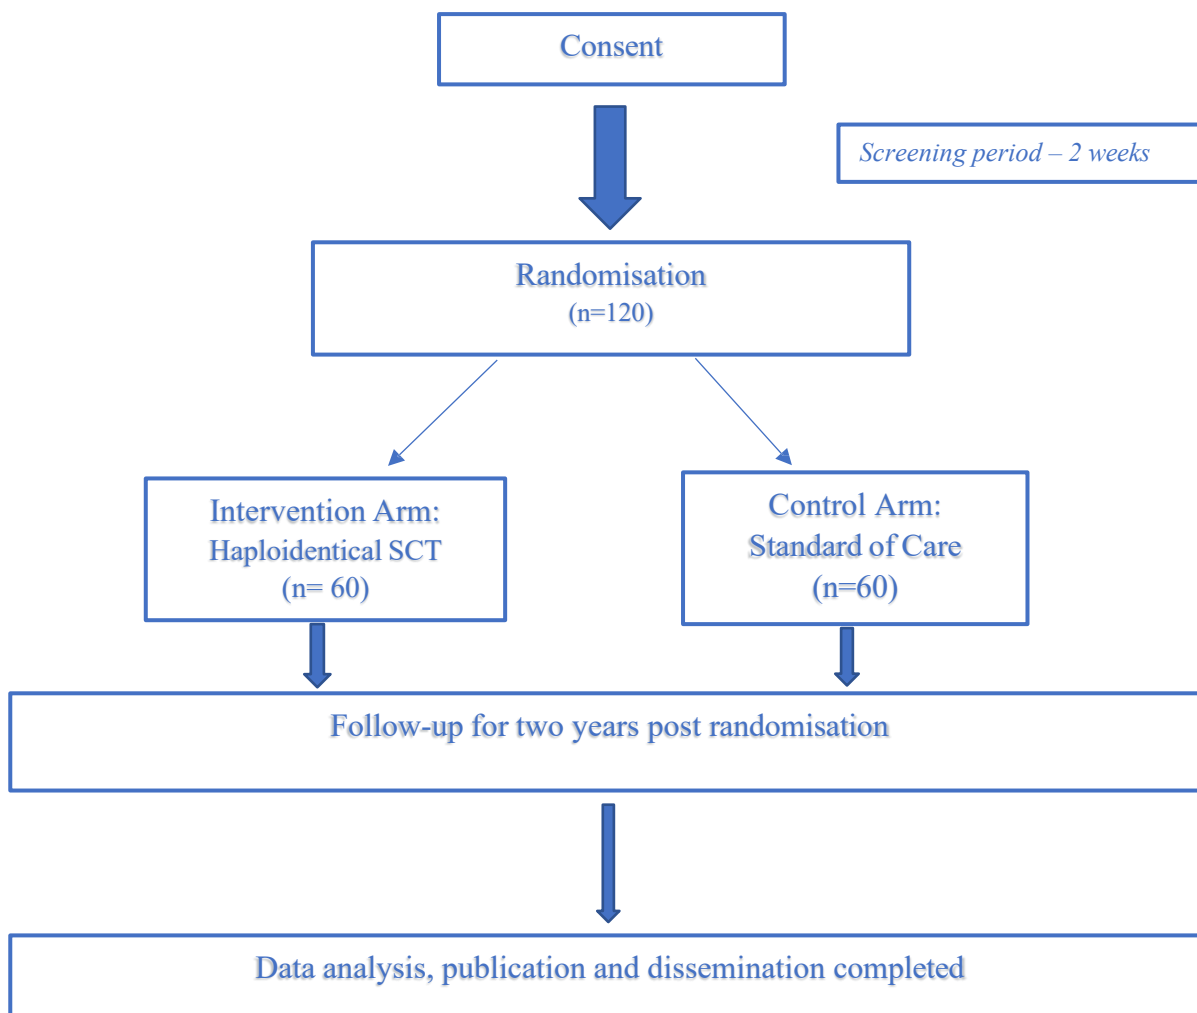 Consent
Screening period – 2 weeks
Randomisation
(n=120)
Intervention Arm:
Haploidentical SCT
(n= 60)
Control Arm:
Standard of Care
(n=60)
Follow-up for two years post randomisation
Data analysis, publication and dissemination completed